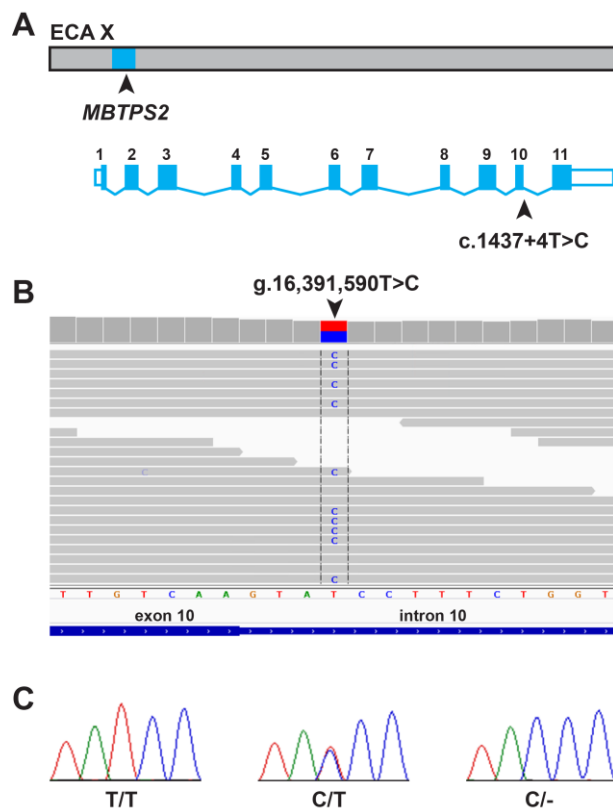 A
ECA X
MBTPS2
1 2 3 4 5 6 7 8 9 10 11
c.1437+4T>C
B
g.16,391,590T>C
C
C
C
C
C C
C
C
C
C
C
T T G T C A A G T A T C C T T T C T G G T
exon 10 intron 10
C
T/T C/T C/-